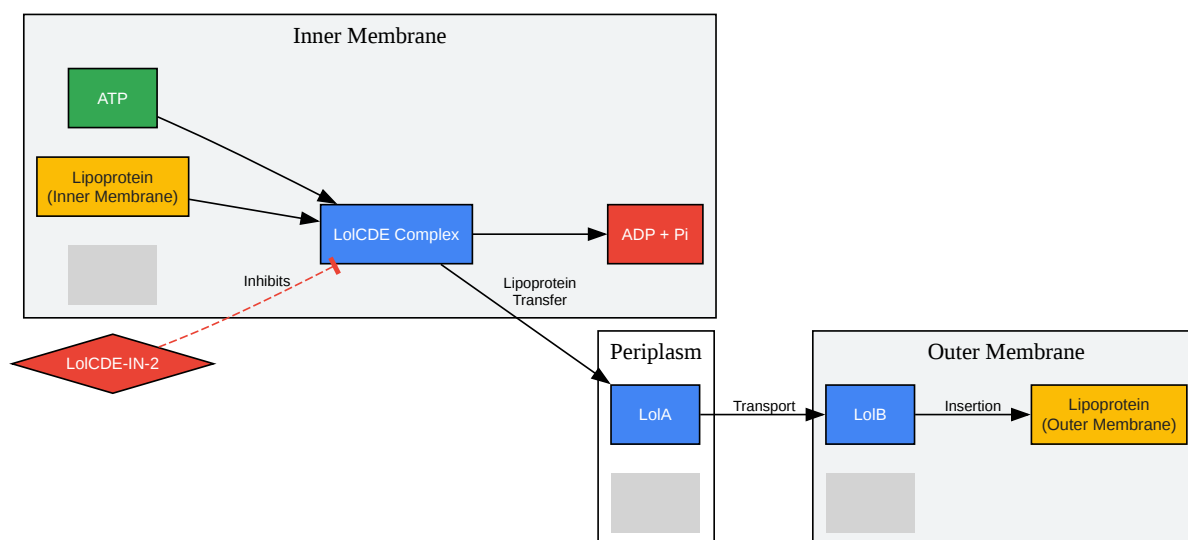 Inner Membrane
ATP
Lipoprotein
(Inner Membrane)
LolCDE Complex
ADP + Pi
Inhibits
Lipoprotein
Transfer
LolCDE-IN-2
Periplasm
Outer Membrane
LolA
Transport
LolB
Insertion
Lipoprotein
(Outer Membrane)